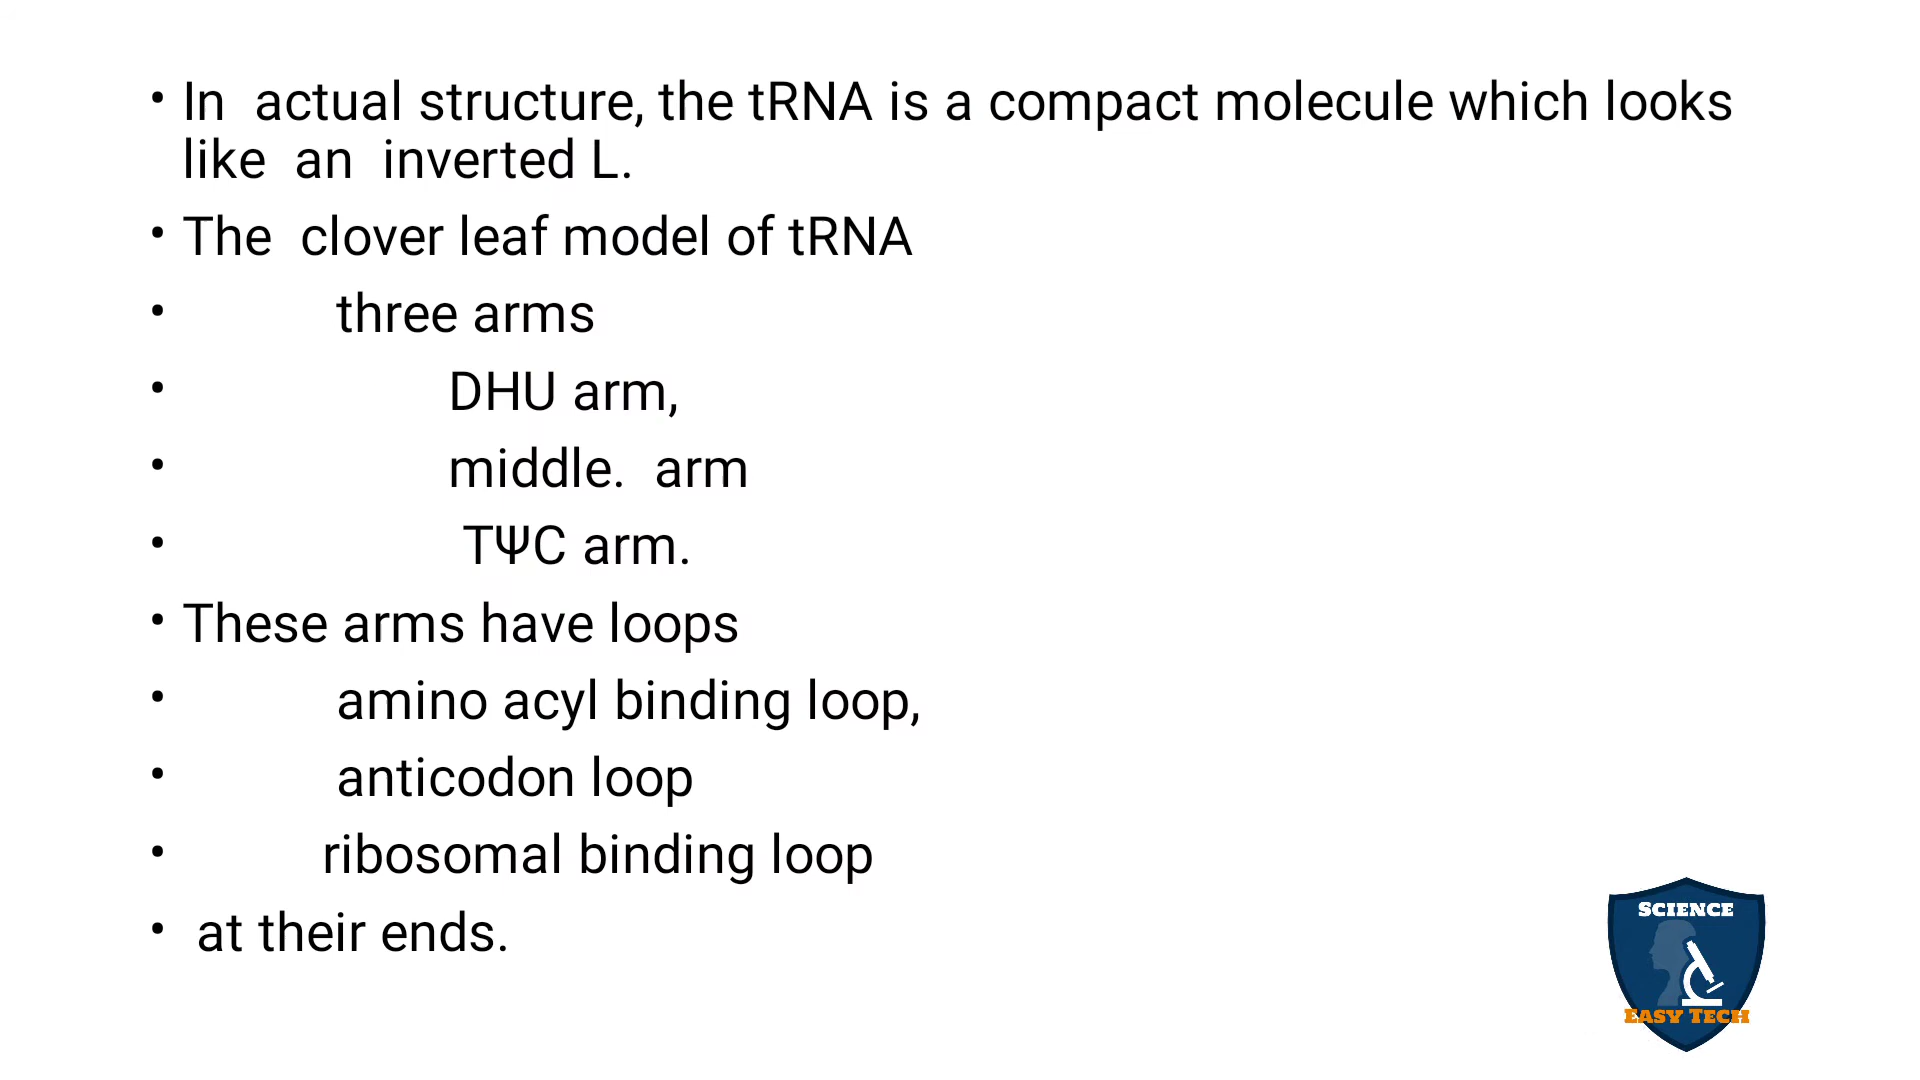 • In  actual structure, the tRNA is a compact molecule which looks
like  an  inverted L.
• The  clover leaf model of tRNA
• three arms
• DHU arm,
• middle.  arm
• TΨC arm.
• These arms have loops
• amino acyl binding loop,
• anticodon loop
• ribosomal binding loop
• at their ends.
SCIENCE
EASY TECH